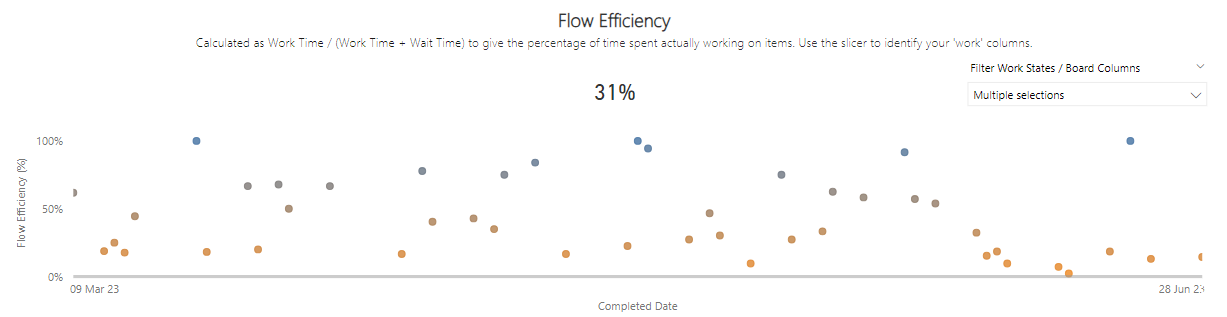 Flow Efficiency
Calculated as Work Time / (Work Time + Wait Time) to give the percentage of time spent actually working on items. Use the slicer to identify your 'work' columns.
Filter Work States / Board Columns
Multiple selections
31%
100%
50%
0%
Flow Efficiency (%)
09 Mar 23
28 Jun 23
Completed Date